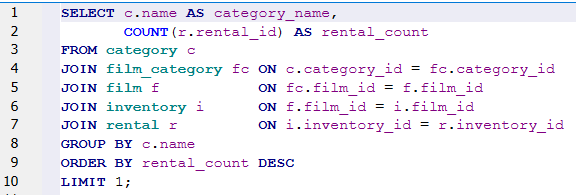 1 SELECT c.name AS category_name,
2 COUNT(r.rental_id) AS rental_count
3 FROM category c
4 JOIN film_category fc ON c.category_id = fc.category_id
5 JOIN film f ON fc.film_id = f.film_id
6 JOIN inventory i ON f.film_id = i.film_id
7 JOIN rental r ON i.inventory_id = r.inventory_id
8 GROUP BY c.name
9 ORDER BY rental_count DESC
10 LIMIT 1;